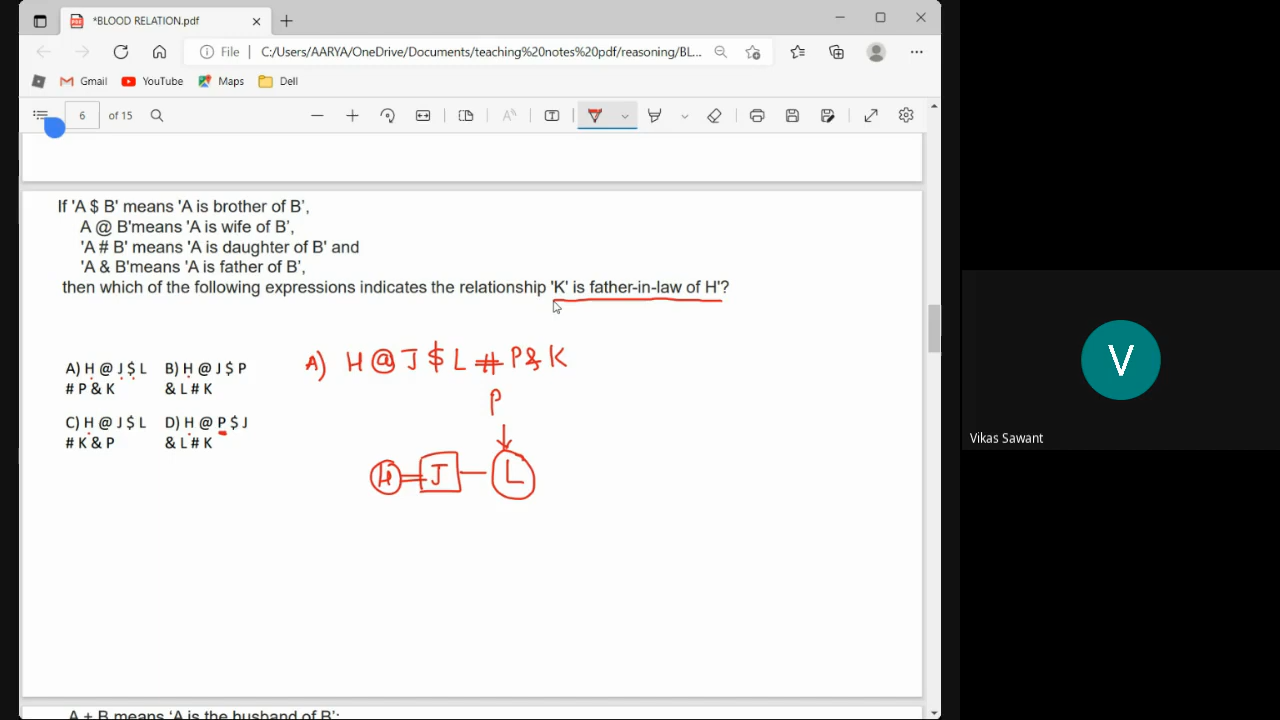 *BLOOD RELATION.pdf
File
C:/Users/AARYA/OneDrive/Documents/teaching%20notes%20pdf/reasoning/BL...
Gmail
YouTube
Maps
Dell
6
of 15
If 'A $ B' means 'A is brother of B',
A @ B'means 'A is wife of B',
'A # B' means 'A is daughter of B' and
'A & B'means 'A is father of B',
then which of the following expressions indicates the relationship 'K' is father-in-law of H'?
A) H @ J $ L # P & K
A) H @ J $ L B) H @ J $ P
# P & K & L # K
P
C) H @ J $ L D) H @ P $ J
# K & P & L # K
H J L
V
Vikas Sawant
A + B means 'A is the husband of B';